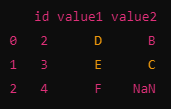 id value1 value2
0 2 D B
1 3 E C
2 4 F NaN